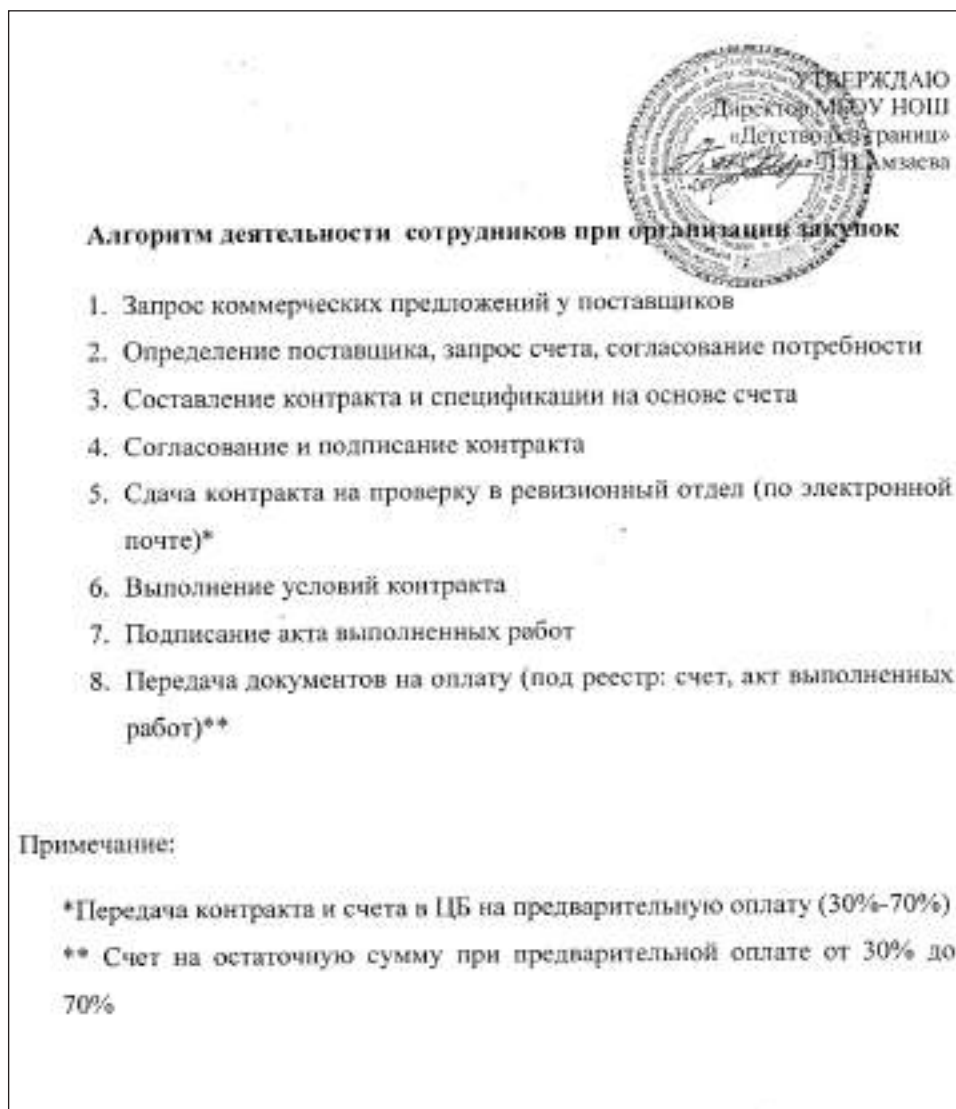 УТВЕРЖДАЮ
Директор МБОУ НОШ
«Детство без границ»
Амзаева
Алгоритм деятельности сотрудников при организации закупок
1. Запрос коммерческих предложений у поставщиков
2. Определение поставщика, запрос счета, согласование потребности
3. Составление контракта и спецификации на основе счета
4. Согласование и подписание контракта
5. Сдача контракта на проверку в ревизионный отдел (по электронной
почте)*
6. Выполнение условий контракта
7. Подписание акта выполненных работ
8. Передача документов на оплату (под реестр: счет, акт выполненных
работ)**
Примечание:
*Передача контракта и счета в ЦБ на предварительную оплату (30%-70%)
** Счет на остаточную сумму при предварительной оплате от 30% до
70%